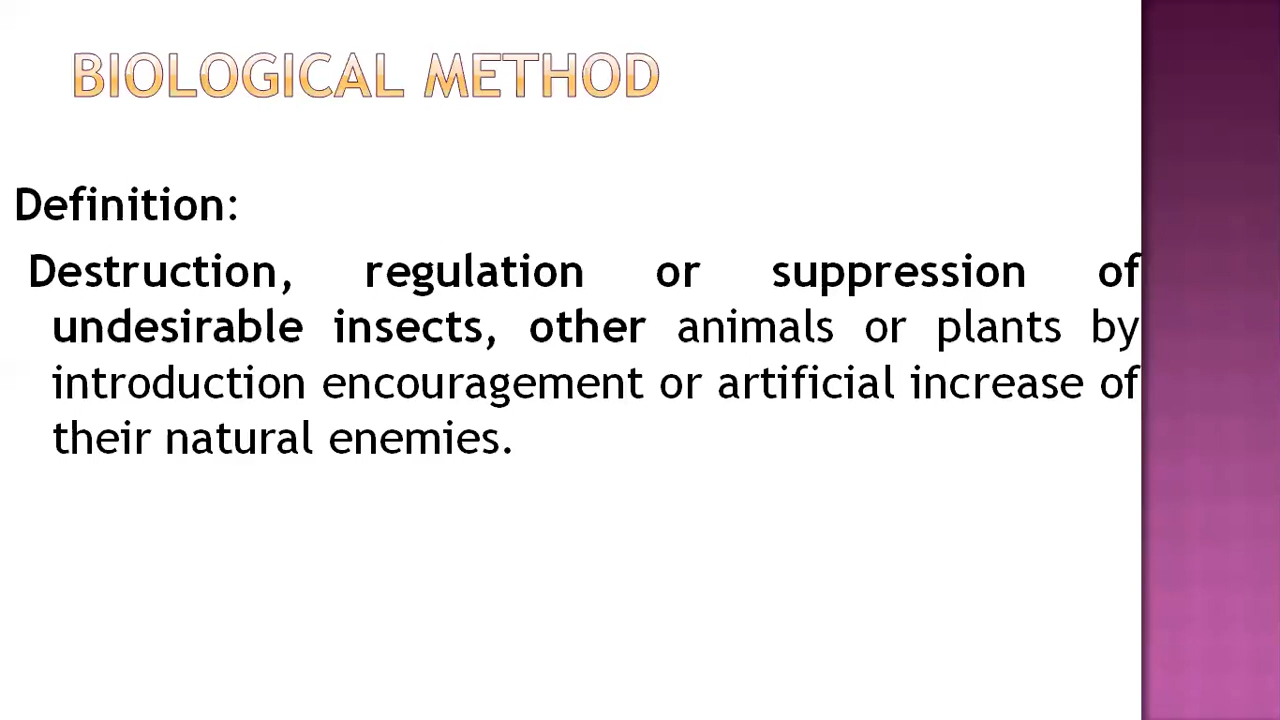 BIOLOGICAL METHOD
Definition:
Destruction, regulation or suppression of
undesirable insects, other animals or plants by
introduction encouragement or artificial increase of
their natural enemies.